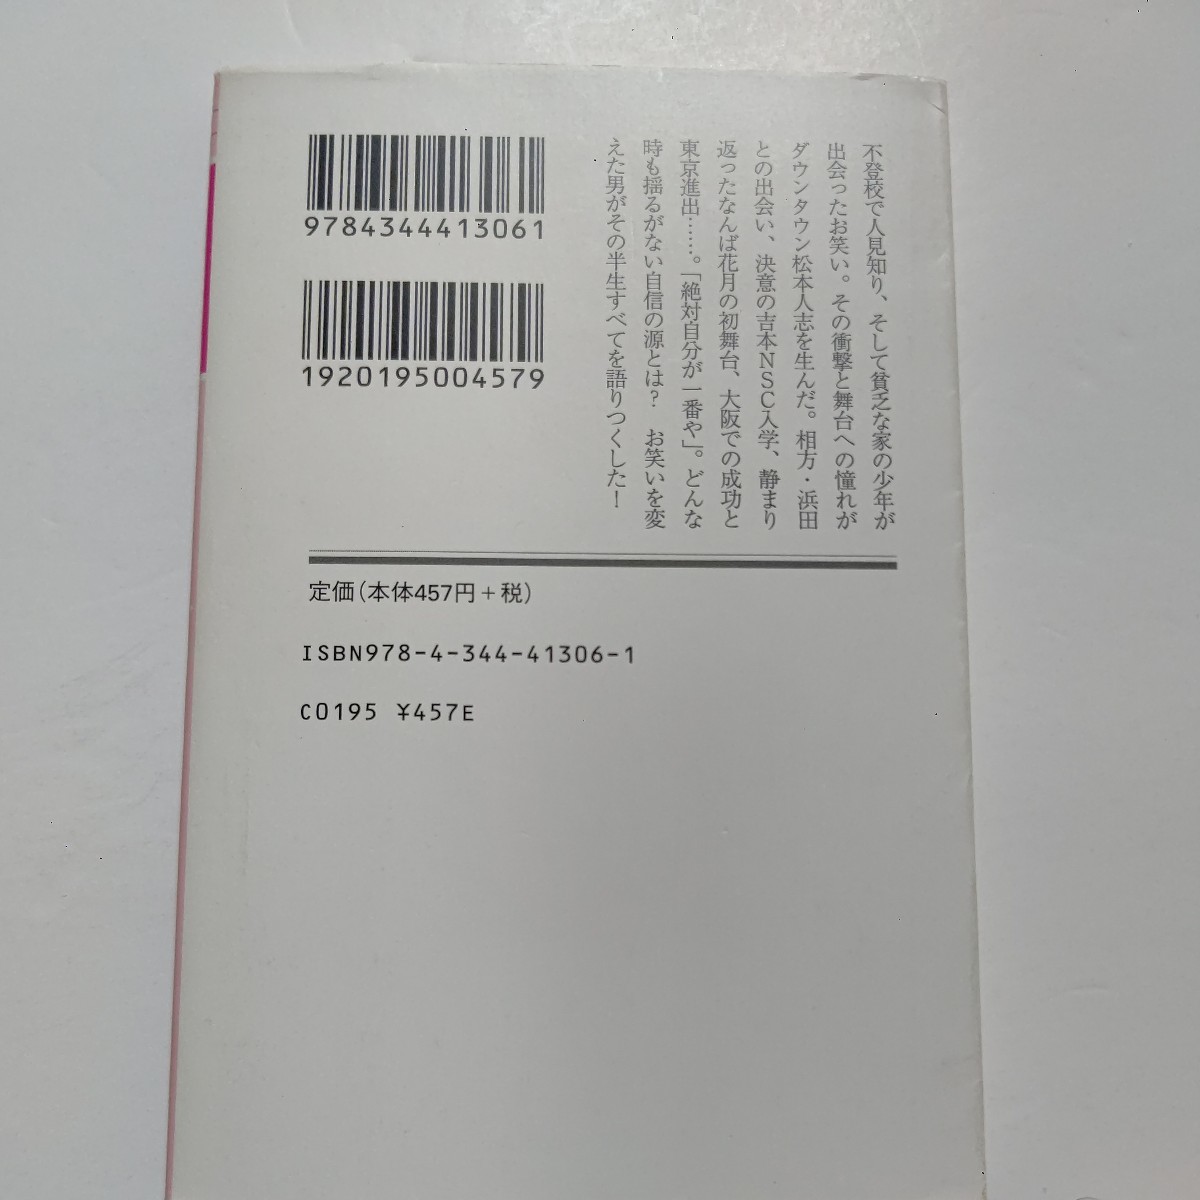 不登校で人見知り、そして貧乏な家の少年が
出会ったお笑い。その衝撃と舞台への憧れが
ダウンタウン松本人志を生んだ。相方・浜田
との出会い、決意の吉本NSC入学、静まり
返ったなんば花月の初舞台、大阪での成功と
東京進出……。「絶対自分が一番や」。どんな
時も揺るがない自信の源とは？　お笑いを変
えた男がその半生すべてを語りつくした！
9784344413061
1920195004579
定価(本体457円+税)
ISBN978-4-344-41306-1
C0195 ¥457E